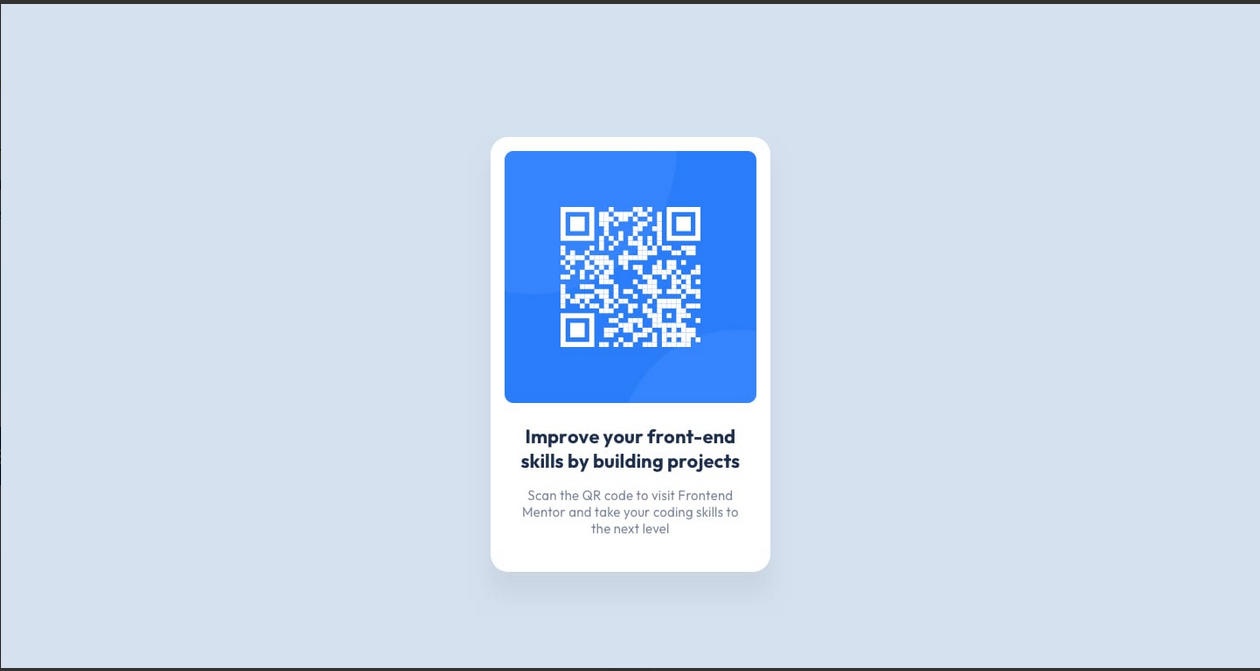 Improve your front-end
skills by building projects
Scan the QR code to visit Frontend
Mentor and take your coding skills to
the next level